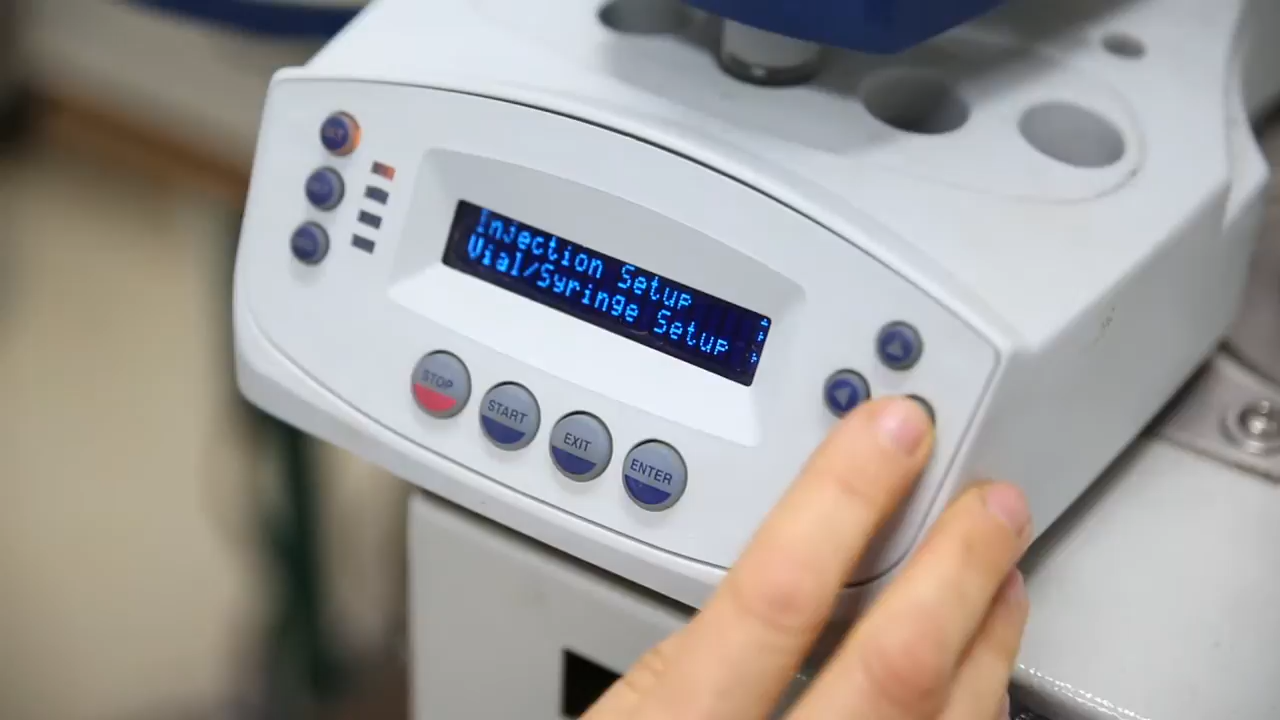 Injection Setup
Vial/Syringe Setup
STOP
START
EXIT
ENTER